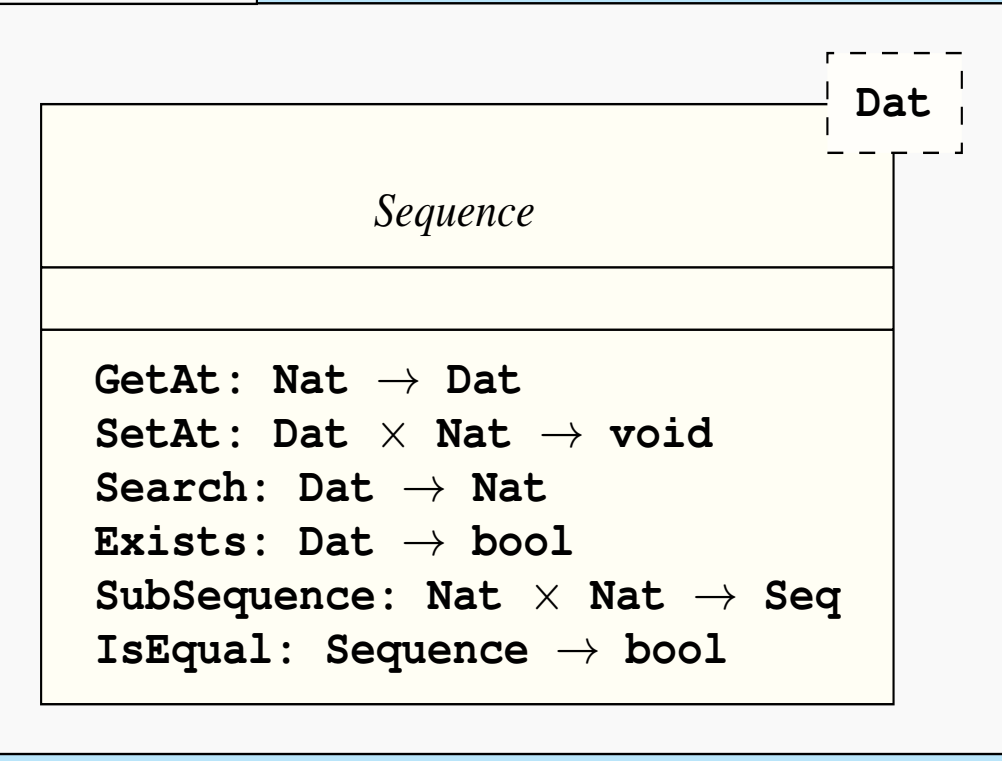 Dat
Sequence
GetAt: Nat → Dat
SetAt: Dat × Nat → void
Search: Dat → Nat
Exists: Dat → bool
SubSequence: Nat × Nat → Seq
IsEqual: Sequence → bool